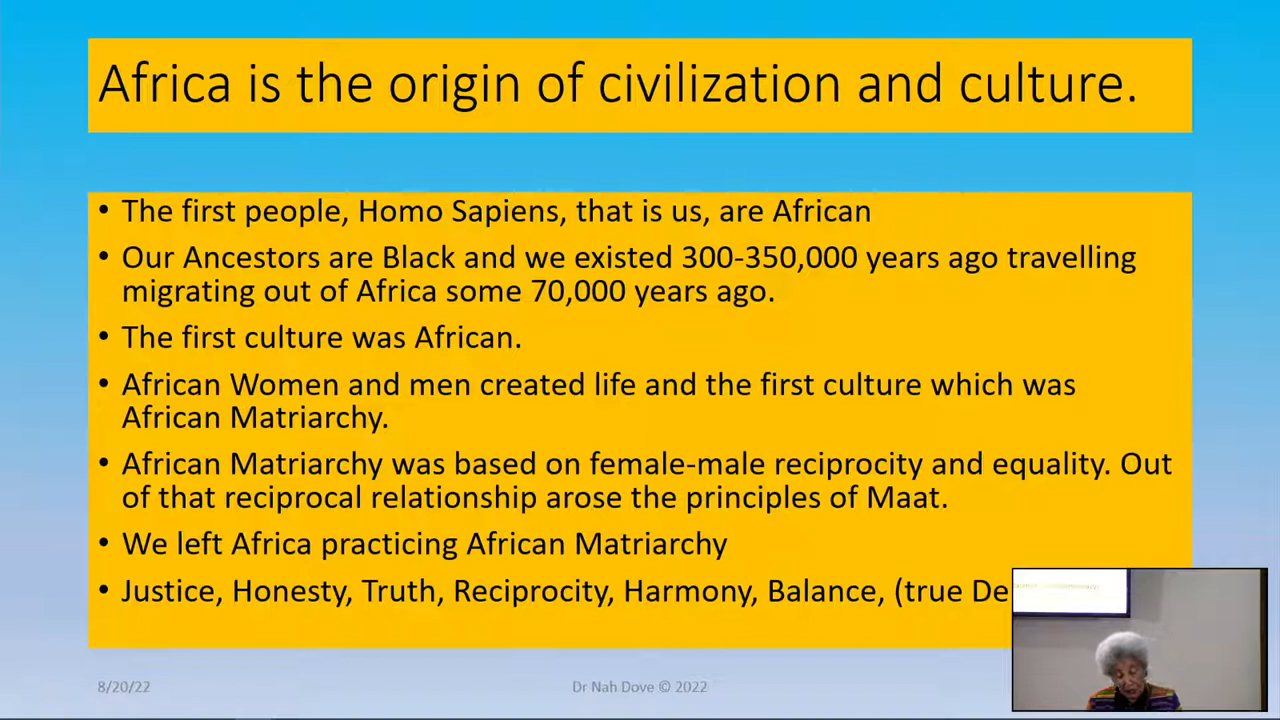 Africa is the origin of civilization and culture.
• The first people, Homo Sapiens, that is us, are African
• Our Ancestors are Black and we existed 300-350,000 years ago travelling
migrating out of Africa some 70,000 years ago.
• The first culture was African.
• African Women and men created life and the first culture which was
African Matriarchy.
• African Matriarchy was based on female-male reciprocity and equality. Out
of that reciprocal relationship arose the principles of Maat.
• We left Africa practicing African Matriarchy
• Justice, Honesty, Truth, Reciprocity, Harmony, Balance, (true De
8/20/22
Dr Nah Dove © 2022